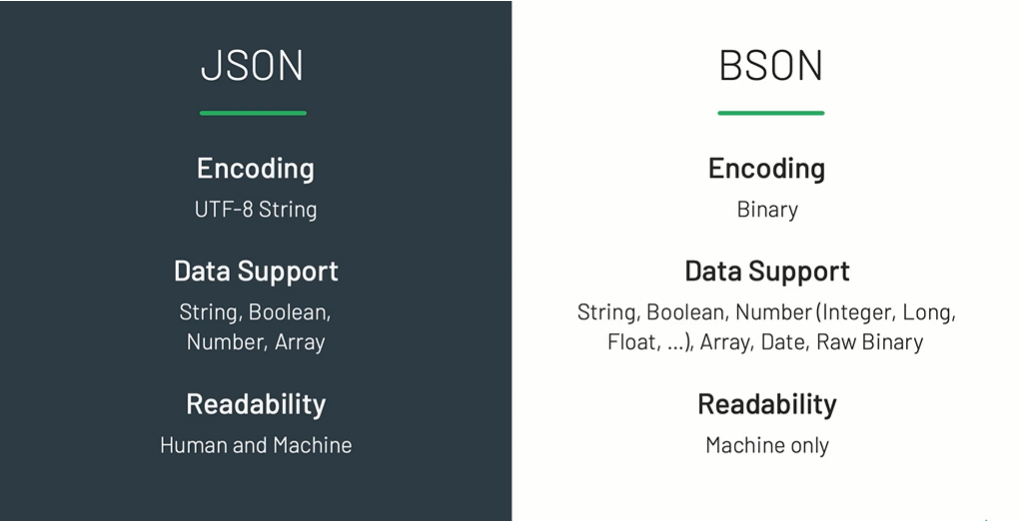 JSON
Encoding
UTF-8 String
Data Support
String, Boolean,
Number, Array
Readability
Human and Machine
BSON
Encoding
Binary
Data Support
String, Boolean, Number (Integer, Long,
Float, ...), Array, Date, Raw Binary
Readability
Machine only